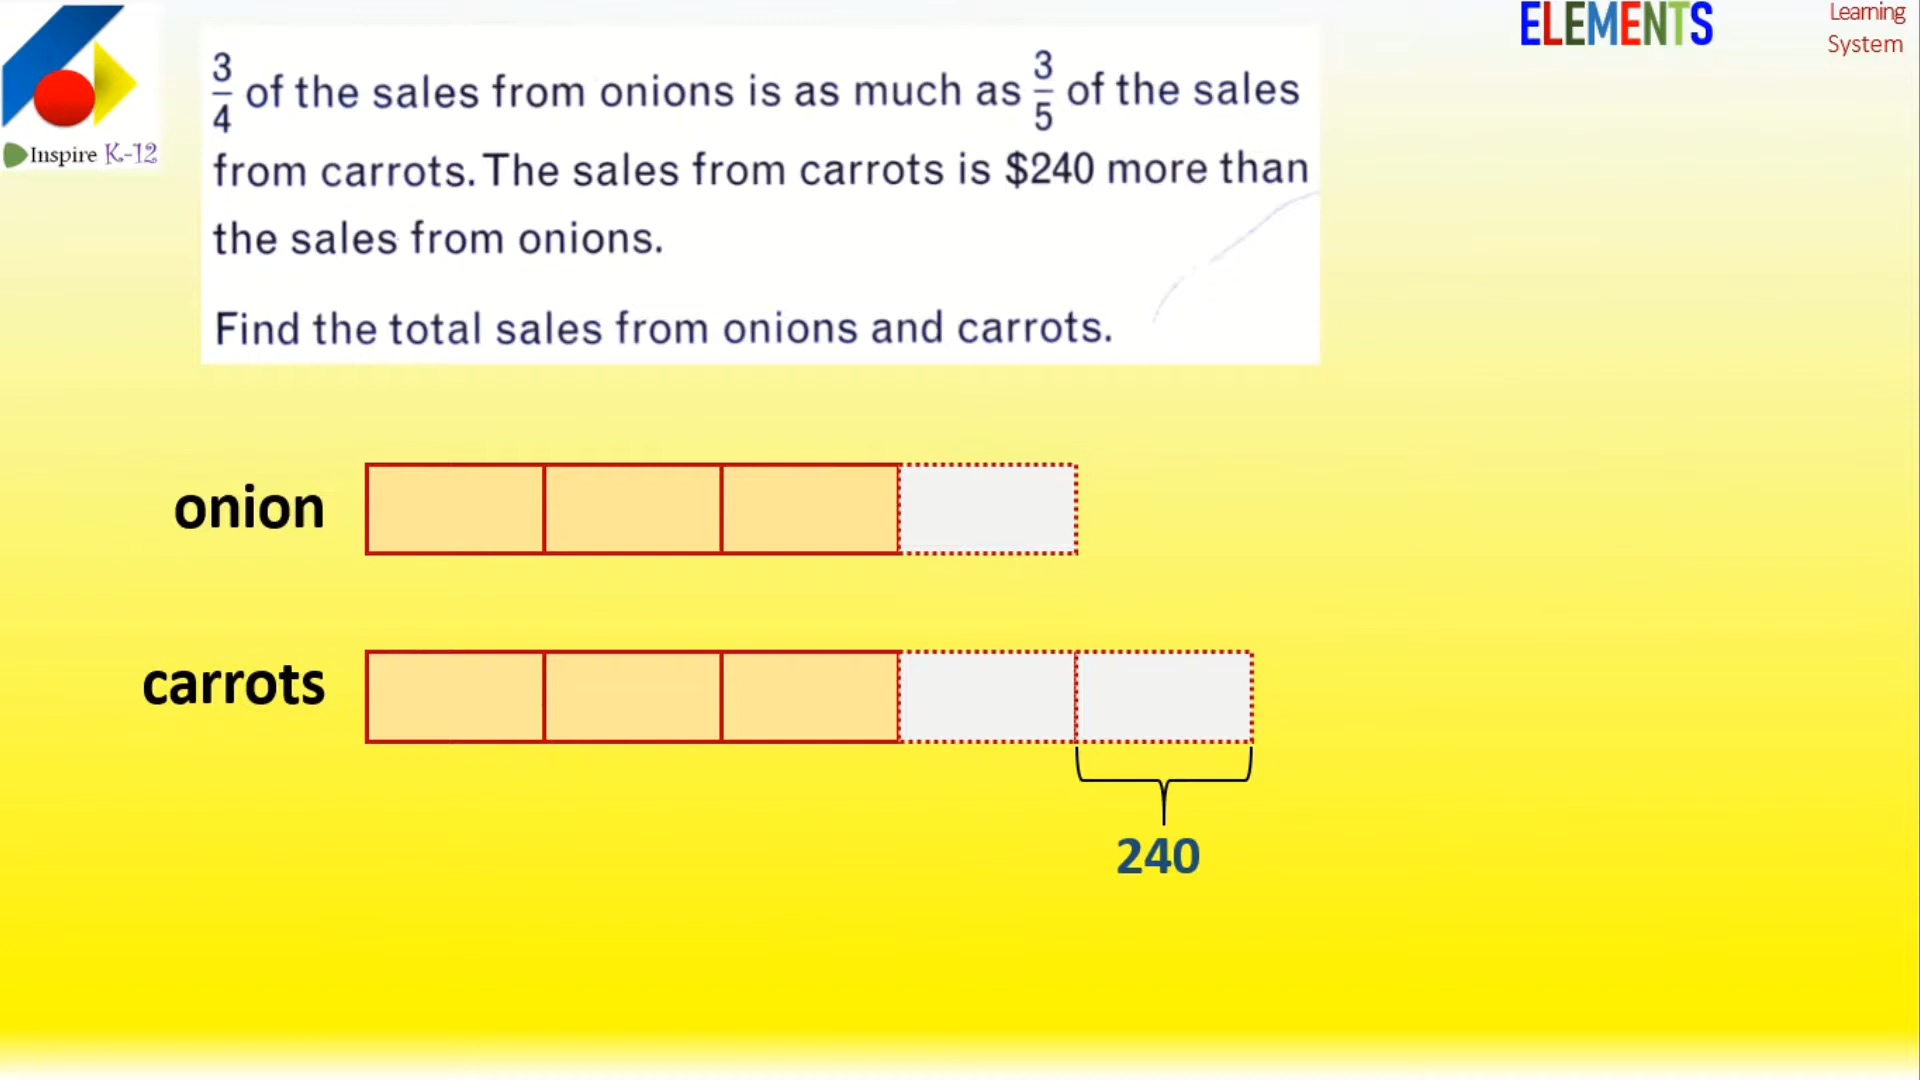 ELEMENTS
Learning
System
Inspire K-12
3/4 of the sales from onions is as much as 3/5 of the sales
from carrots. The sales from carrots is $240 more than
the sales from onions.
Find the total sales from onions and carrots.
onion
carrots
240